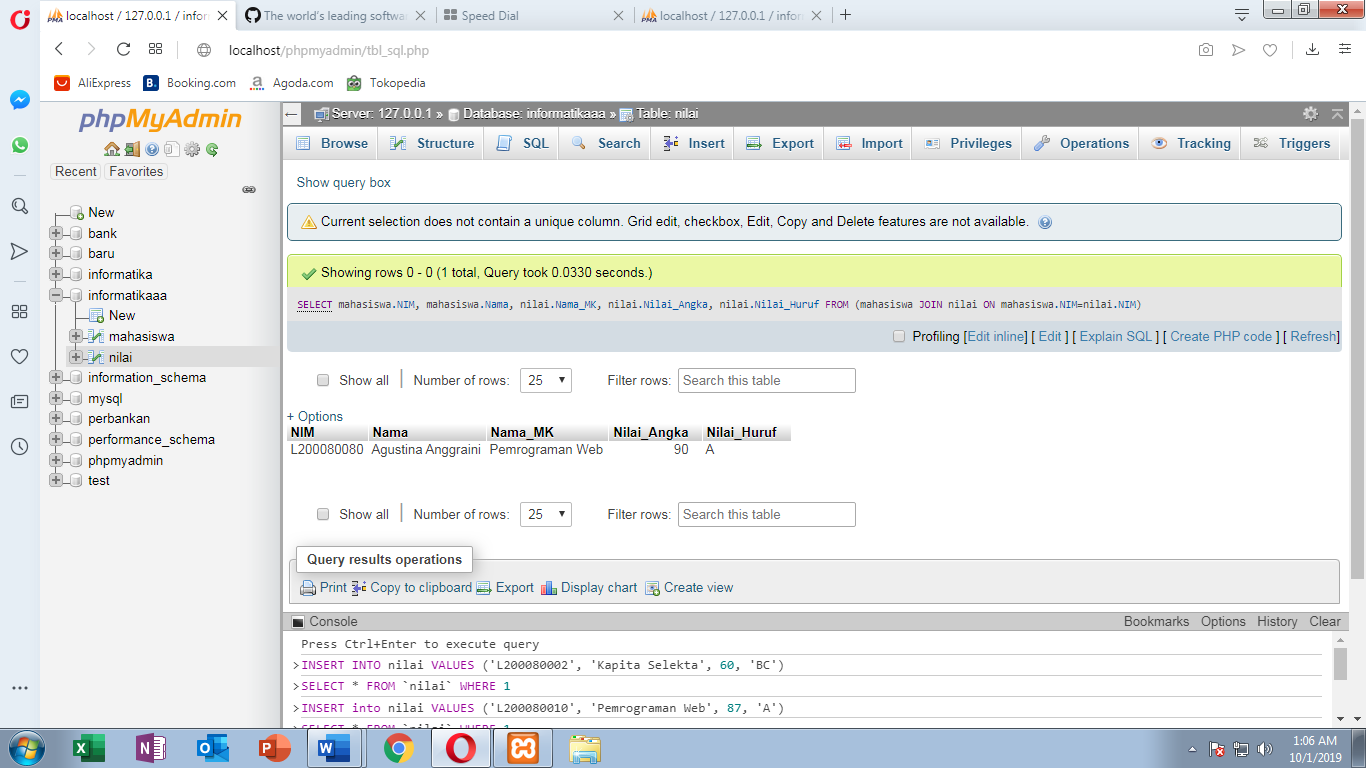 localhost / 127.0.0.1 / infor
The world's leading softwa
Speed Dial
localhost / 127.0.0.1 / infor
localhost/phpmyadmin/tbl_sql.php
AliExpress
Booking.com
Agoda.com
Tokopedia
phpMyAdmin
Recent
Favorites
New
bank
baru
informatika
informatikaaa
New
mahasiswa
nilai
information_schema
mysql
perbankan
performance_schema
phpmyadmin
test
Server: 127.0.0.1 » Database: informatikaaa » Table: nilai
Browse Structure SQL Search Insert Export Import Privileges Operations Tracking Triggers
Show query box
Current selection does not contain a unique column. Grid edit, checkbox, Edit, Copy and Delete features are not available.
Showing rows 0 - 0 (1 total, Query took 0.0330 seconds.)
SELECT mahasiswa.NIM, mahasiswa.Nama, nilai.Nama_MK, nilai.Nilai_Angka, nilai.Nilai_Huruf FROM (mahasiswa JOIN nilai ON mahasiswa.NIM=nilai.NIM)
Profiling [Edit inline] [ Edit ] [ Explain SQL ] [ Create PHP code ] [ Refresh]
Show all | Number of rows: 25 Filter rows: Search this table
+ Options
NIM Nama Nama_MK Nilai_Angka Nilai_Huruf
L200080080 Agustina Anggraini Pemrograman Web 90 A
Show all | Number of rows: 25 Filter rows: Search this table
Query results operations
Print Copy to clipboard Export Display chart Create view
Console Bookmarks Options History Clear
Press Ctrl+Enter to execute query
>INSERT INTO nilai VALUES ('L200080002', 'Kapita Selekta', 60, 'BC')
>SELECT * FROM `nilai` WHERE 1
>INSERT into nilai VALUES ('L200080010', 'Pemrograman Web', 87, 'A')
>SELECT * FROM `nilai` WHERE 1
1:06 AM
10/1/2019